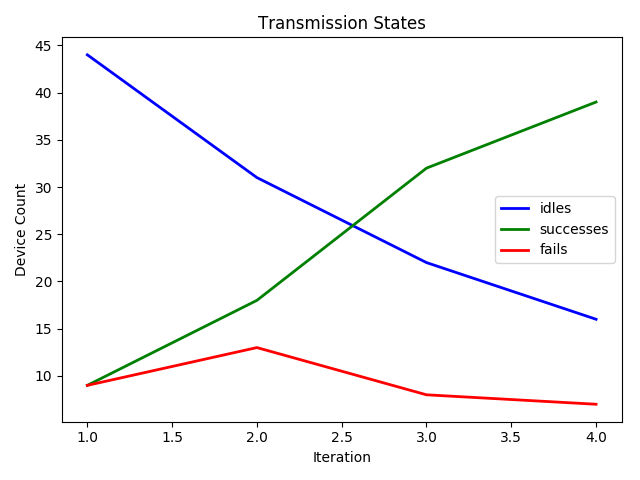 Transmission States
Device Count
45
40
35
30
25
20
15
10
idles
successes
fails
1.0 1.5 2.0 2.5 3.0 3.5 4.0
Iteration